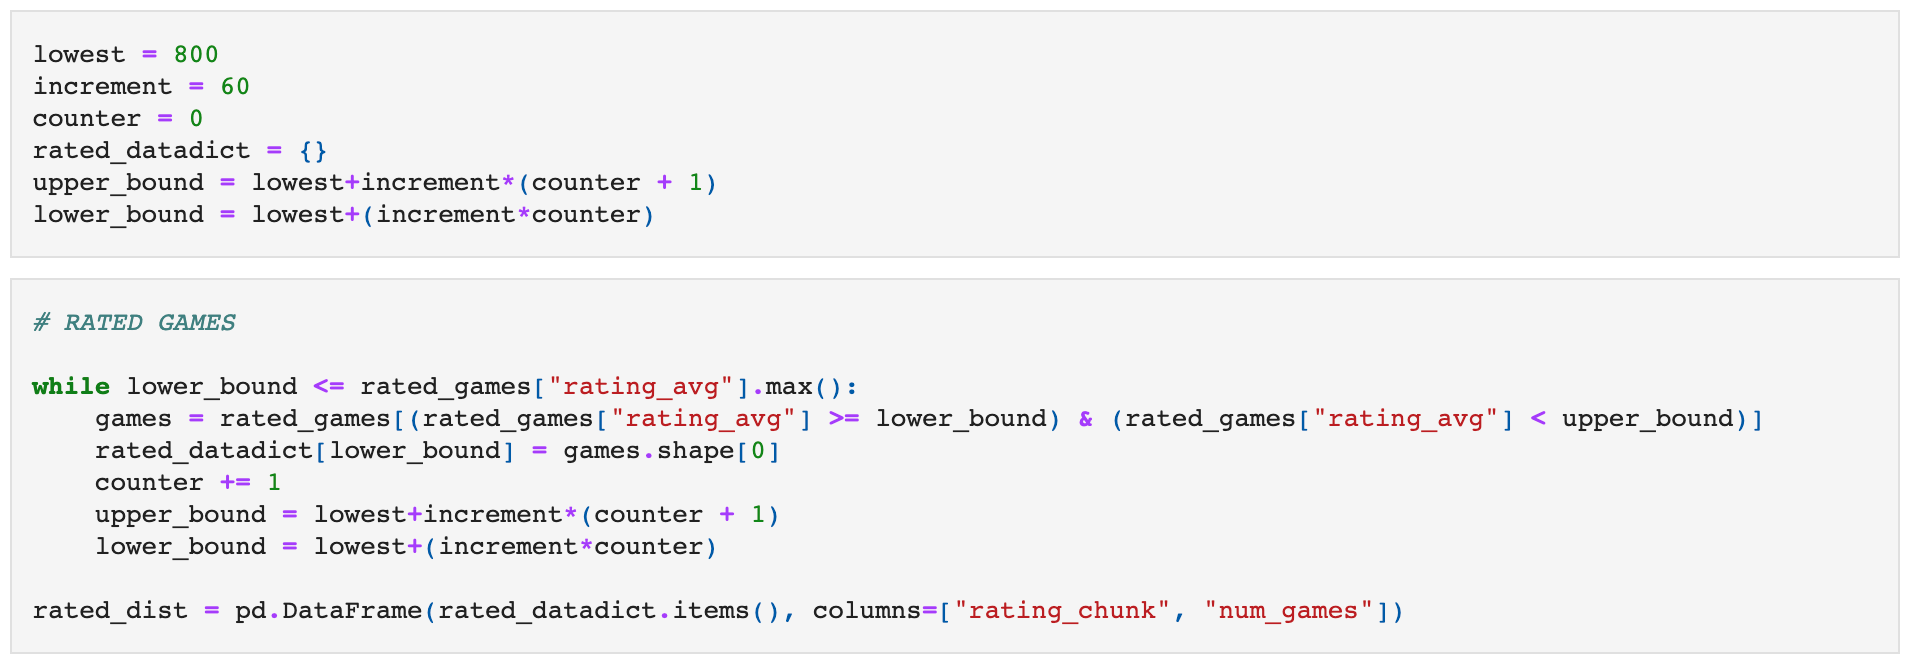 lowest = 800
increment = 60
counter = 0
rated_datadict = {}
upper_bound = lowest+increment*(counter + 1)
lower_bound = lowest+(increment*counter)
# RATED GAMES
while lower_bound <= rated_games["rating_avg"].max():
    games = rated_games[(rated_games["rating_avg"] >= lower_bound) & (rated_games["rating_avg"] < upper_bound)]
    rated_datadict[lower_bound] = games.shape[0]
    counter += 1
    upper_bound = lowest+increment*(counter + 1)
    lower_bound = lowest+(increment*counter)
rated_dist = pd.DataFrame(rated_datadict.items(), columns=["rating_chunk", "num_games"])